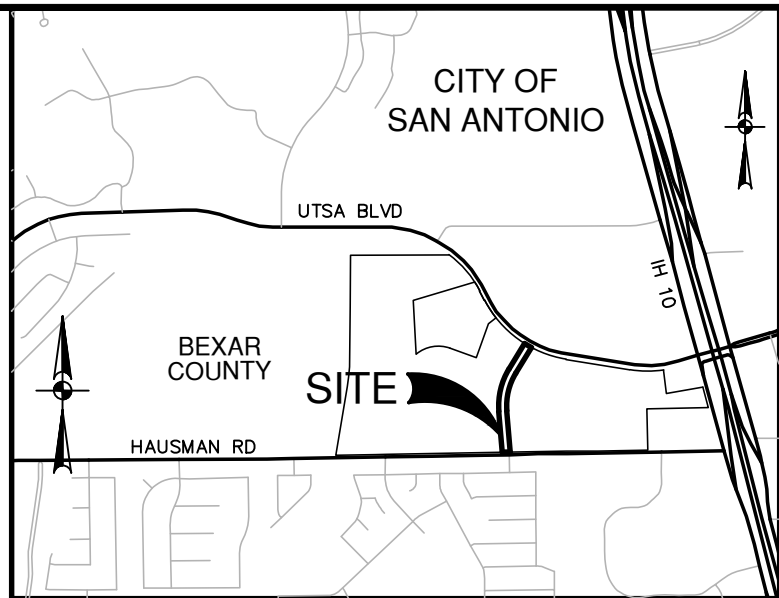 CITY OF
SAN ANTONIO
UTSA BLVD
IH 10
BEXAR
COUNTY
SITE
HAUSMAN RD